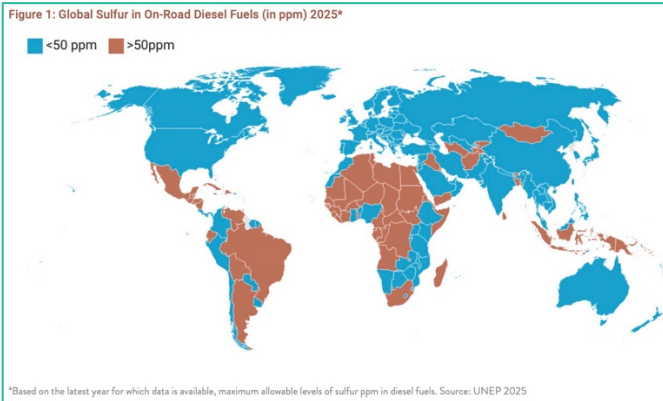 Figure 1: Global Sulfur in On-Road Diesel Fuels (in ppm) 2025*
<50 ppm >50ppm
*Based on the latest year for which data is available, maximum allowable levels of sulfur ppm in diesel fuels. Source: UNEP 2025